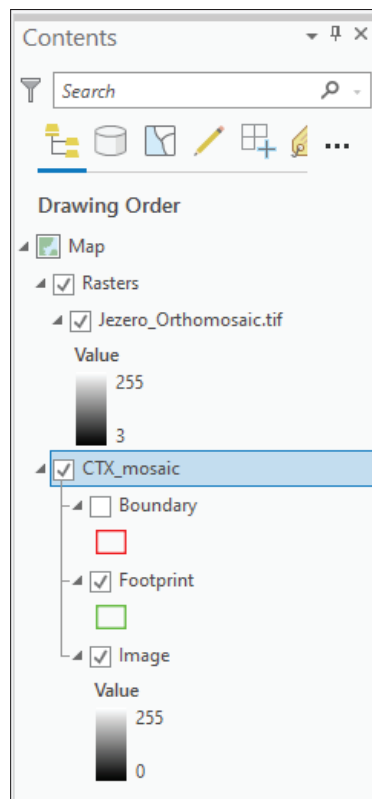 Contents
Search
Drawing Order
Map
Rasters
Jezero_Orthomosaic.tif
Value
255
3
CTX_mosaic
Boundary
Footprint
Image
Value
255
0